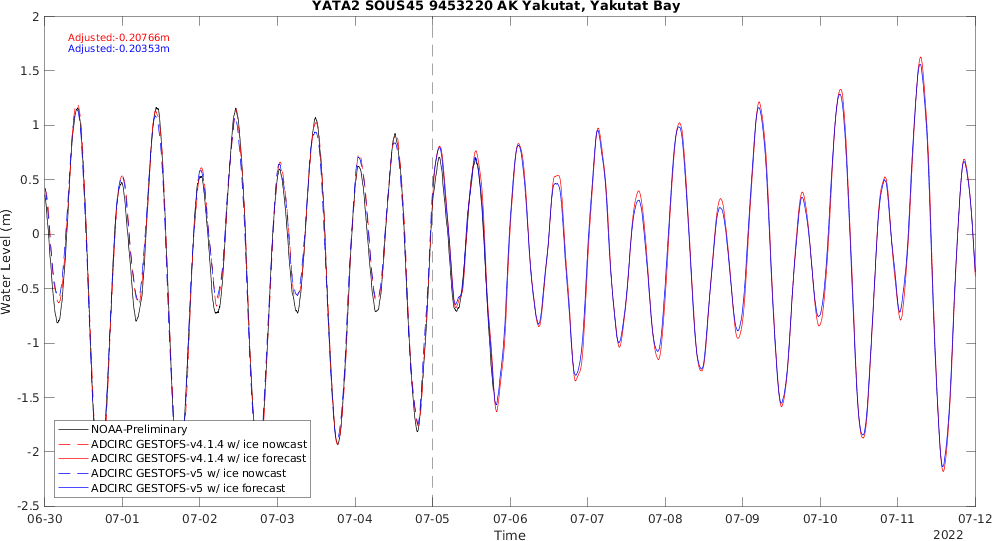 YATA2 SOUS45 9453220 AK Yakutat, Yakutat Bay
Adjusted:-0.20766m
Adjusted:-0.20353m
2
1.5
1
0.5
0
-0.5
-1
-1.5
-2
-2.5
Water Level (m)
NOAA-Preliminary
ADCIRC GESTOFS-v4.1.4 w/ ice nowcast
ADCIRC GESTOFS-v4.1.4 w/ ice forecast
ADCIRC GESTOFS-v5 w/ ice nowcast
ADCIRC GESTOFS-v5 w/ ice forecast
06-30 07-01 07-02 07-03 07-04 07-05 07-06 07-07 07-08 07-09 07-10 07-11 07-12
Time
2022